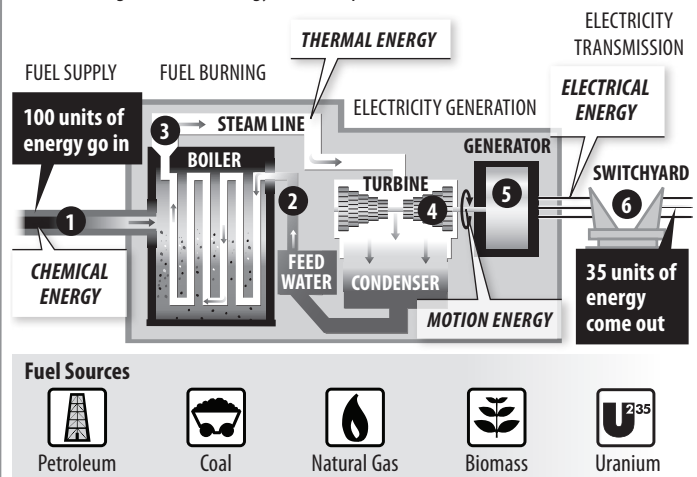 ELECTRICITY
TRANSMISSION
THERMAL ENERGY
FUEL SUPPLY
FUEL BURNING
ELECTRICAL
ENERGY
100 units of
energy go in
3
STEAM LINE
ELECTRICITY GENERATION
GENERATOR
BOILER
SWITCHYARD
TURBINE
1
2
4
5
6
CHEMICAL
ENERGY
FEED
WATER
CONDENSER
MOTION ENERGY
35 units of
energy
come out
Fuel Sources
U235
Petroleum
Coal
Natural Gas
Biomass
Uranium